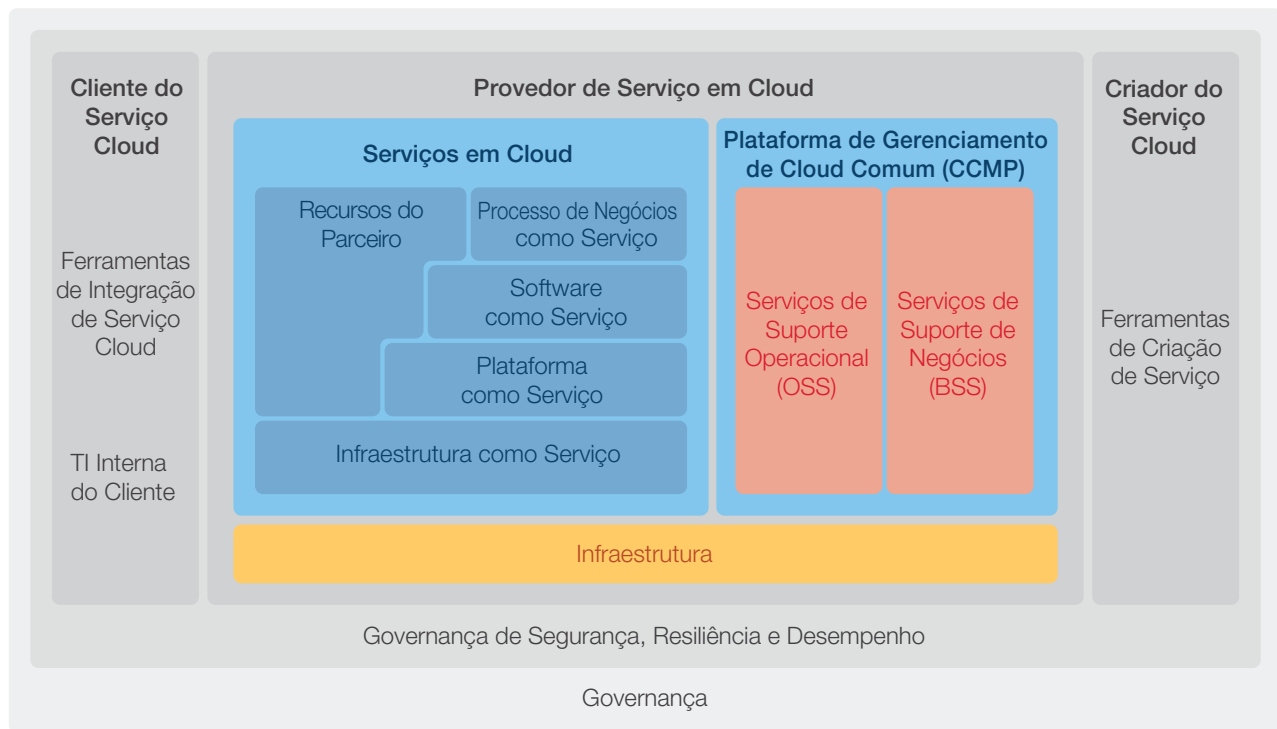 Cliente do
Serviço
Cloud
Ferramentas
de Integração
de Serviço
Cloud
TI Interna
do Cliente
Provedor de Serviço em Cloud
Serviços em Cloud
Recursos do
Parceiro
Processo de Negócios
como Serviço
Software
como Serviço
Plataforma
como Serviço
Infraestrutura como Serviço
Plataforma de Gerenciamento
de Cloud Comum (CCMP)
Serviços de
Suporte
Operacional
(OSS)
Serviços de
Suporte de
Negócios
(BSS)
Infraestrutura
Criador do
Serviço
Cloud
Ferramentas
de Criação
de Serviço
Governança de Segurança, Resiliência e Desempenho
Governança